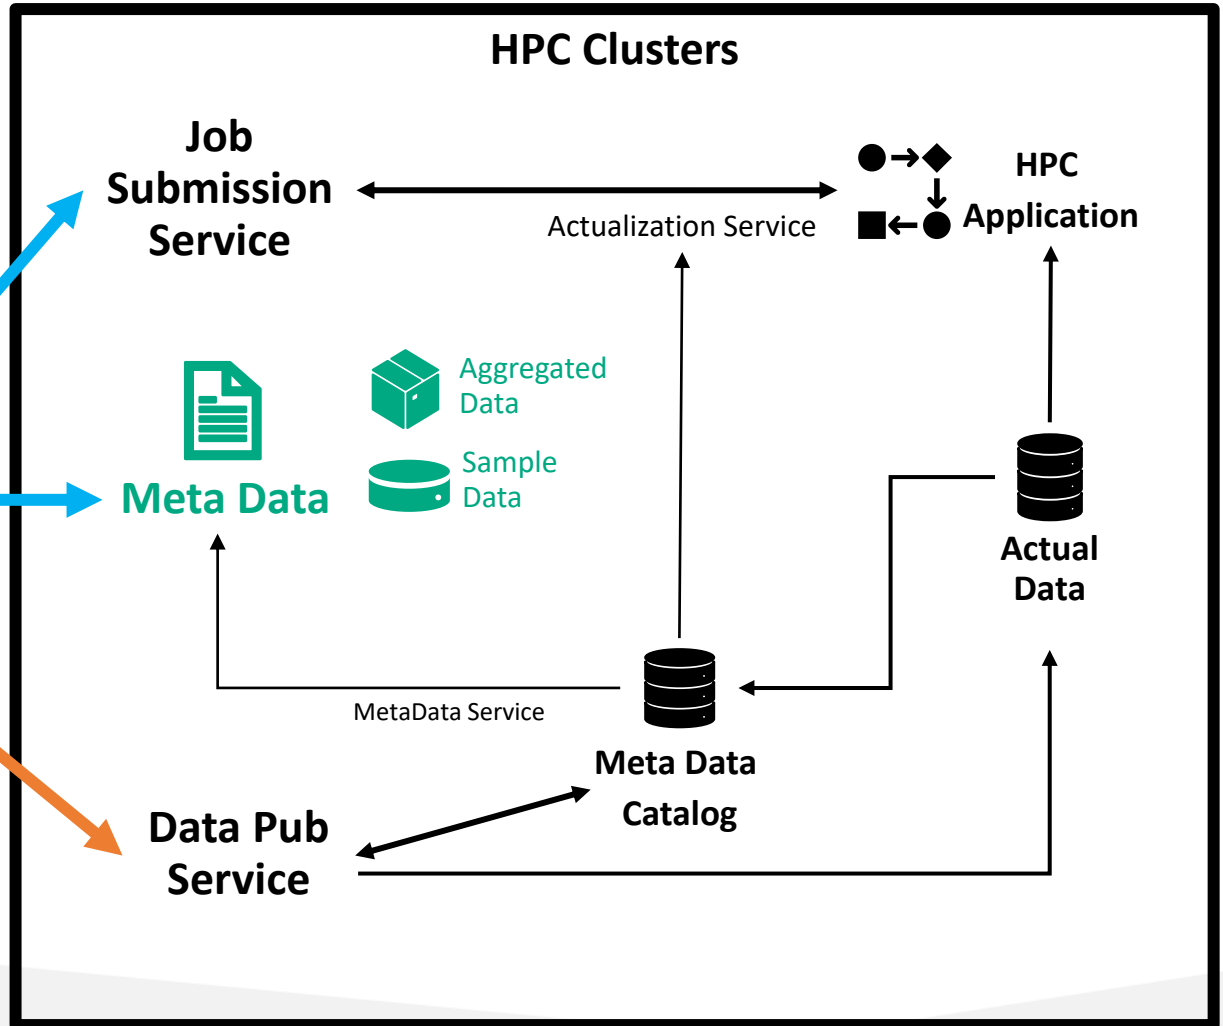 HPC Clusters
Job
Submission
Service
HPC
Application
Actualization Service
Aggregated
Data
Sample
Data
Meta Data
Actual
Data
MetaData Service
Meta Data
Catalog
Data Pub
Service